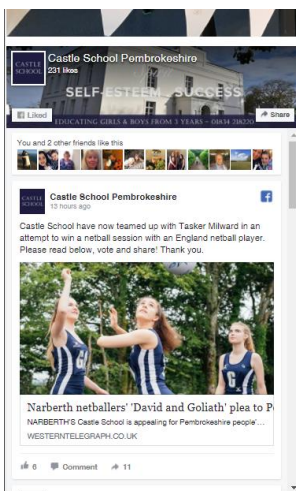 Castle School Pembrokeshire
231 likes
CASTLE
SCHOOL
SELF-ESTEEM . SUCCESS
Liked
Share
EDUCATING GIRLS & BOYS FROM 3 YEARS - 01834 218220
You and 2 other friends like this
CASTLE
SCHOOL
Castle School Pembrokeshire
13 hours ago
Castle School have now teamed up with Tasker Milward in an
attempt to win a netball session with an England netball player.
Please read below, vote and share! Thank you.
G
Narberth netballers' 'David and Goliath' plea to P
NARBERTH'S Castle School is appealing for Pembrokeshire people'...
WESTERNTELEGRAPH.CO.UK
6
Comment
11